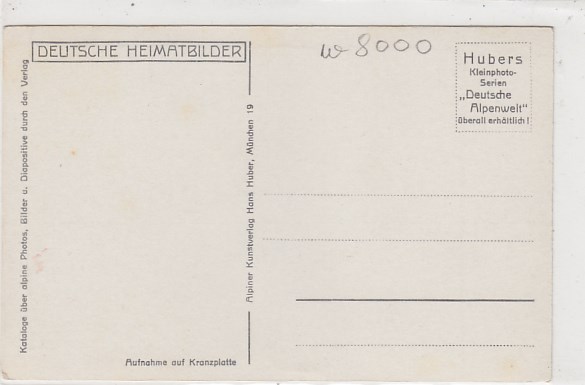 DEUTSCHE HEIMATBILDER
Kataloge über alpine Photos, Bilder u. Diapositive durch den Verlag
Aufnahme auf Kranzplatte
Alpiner Kunstverlag Hans Huber, München 19
w 8000
Hubers
Kleinphoto-
Serien
„Deutsche
Alpenwelt"
überall erhältlich!